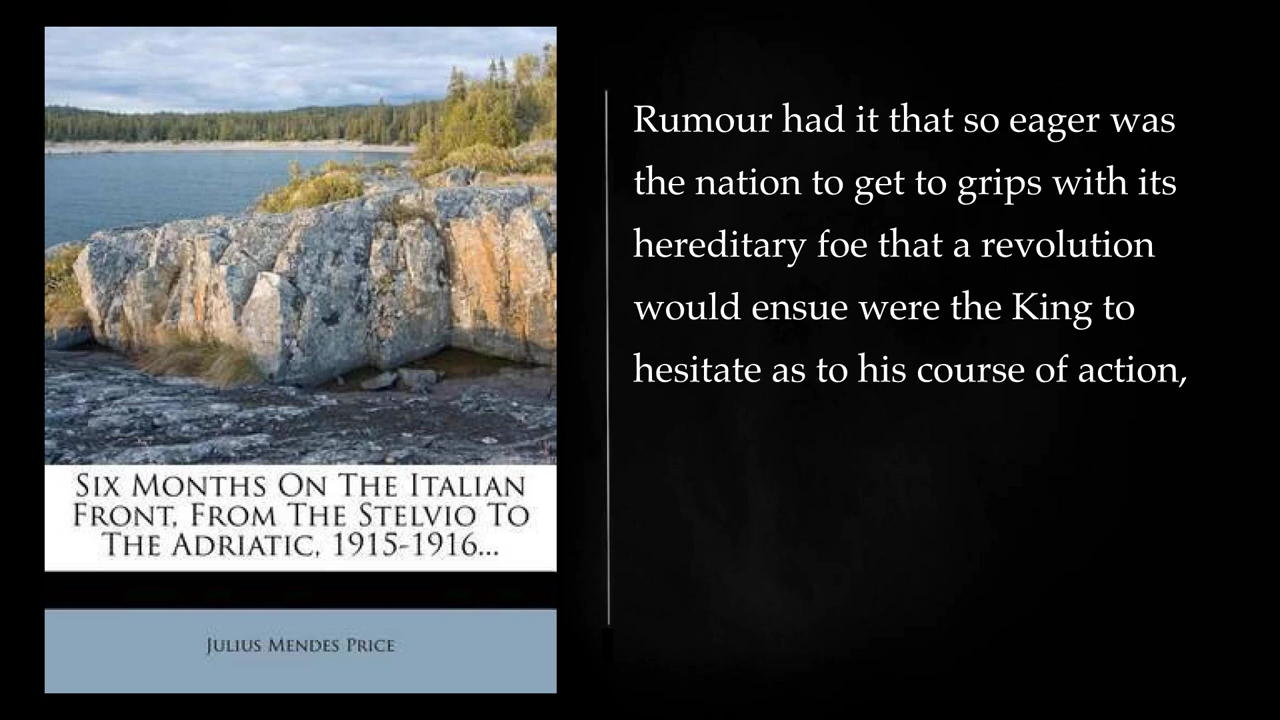 Six Months On The Italian
Front, From The Stelvio To
The Adriatic, 1915-1916...
Julius Mendes Price
Rumour had it that so eager was
the nation to get to grips with its
hereditary foe that a revolution
would ensue were the King to
hesitate as to his course of action,